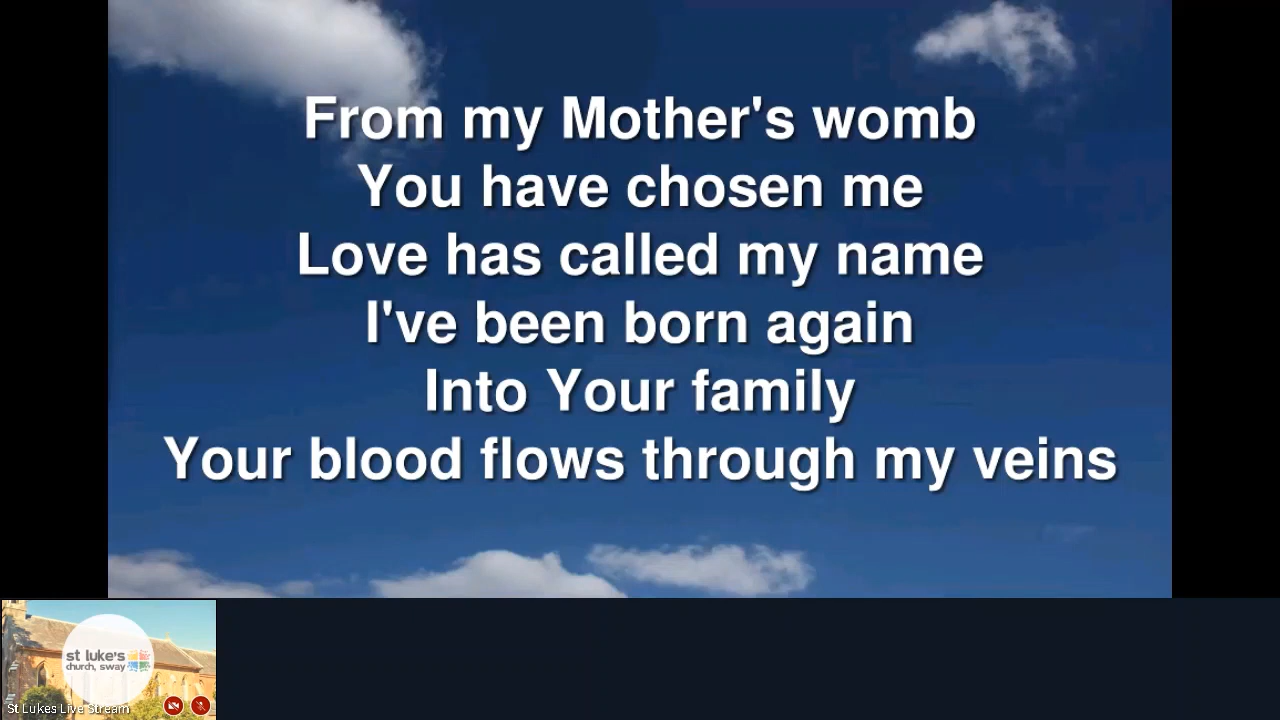 From my Mother's womb
You have chosen me
Love has called my name
I've been born again
Into Your family
Your blood flows through my veins
st luke's
church, sway
St Lukes Live Stream